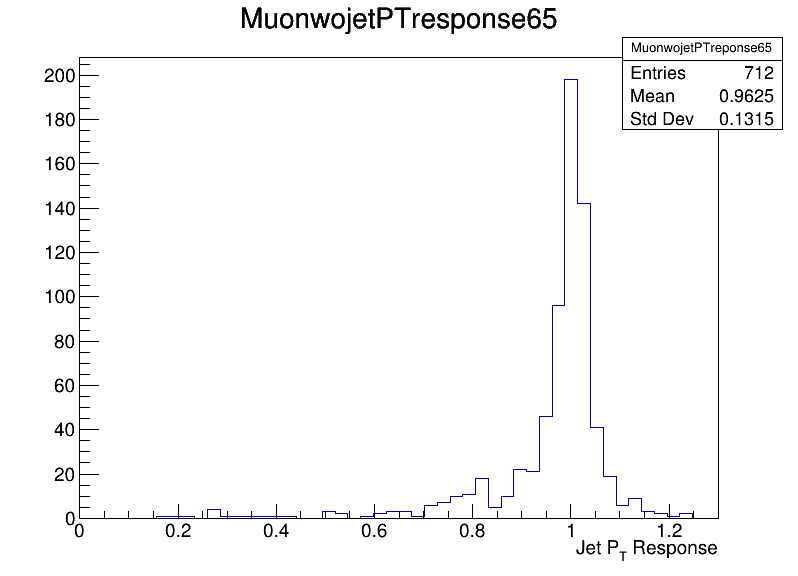 MuonwojetPTresponse65
MuonwojetPTreponse65
Entries 712
Mean 0.9625
Std Dev 0.1315
200
180
160
140
120
100
80
60
40
20
0
0 0.2 0.4 0.6 0.8 1 1.2
Jet PT Response